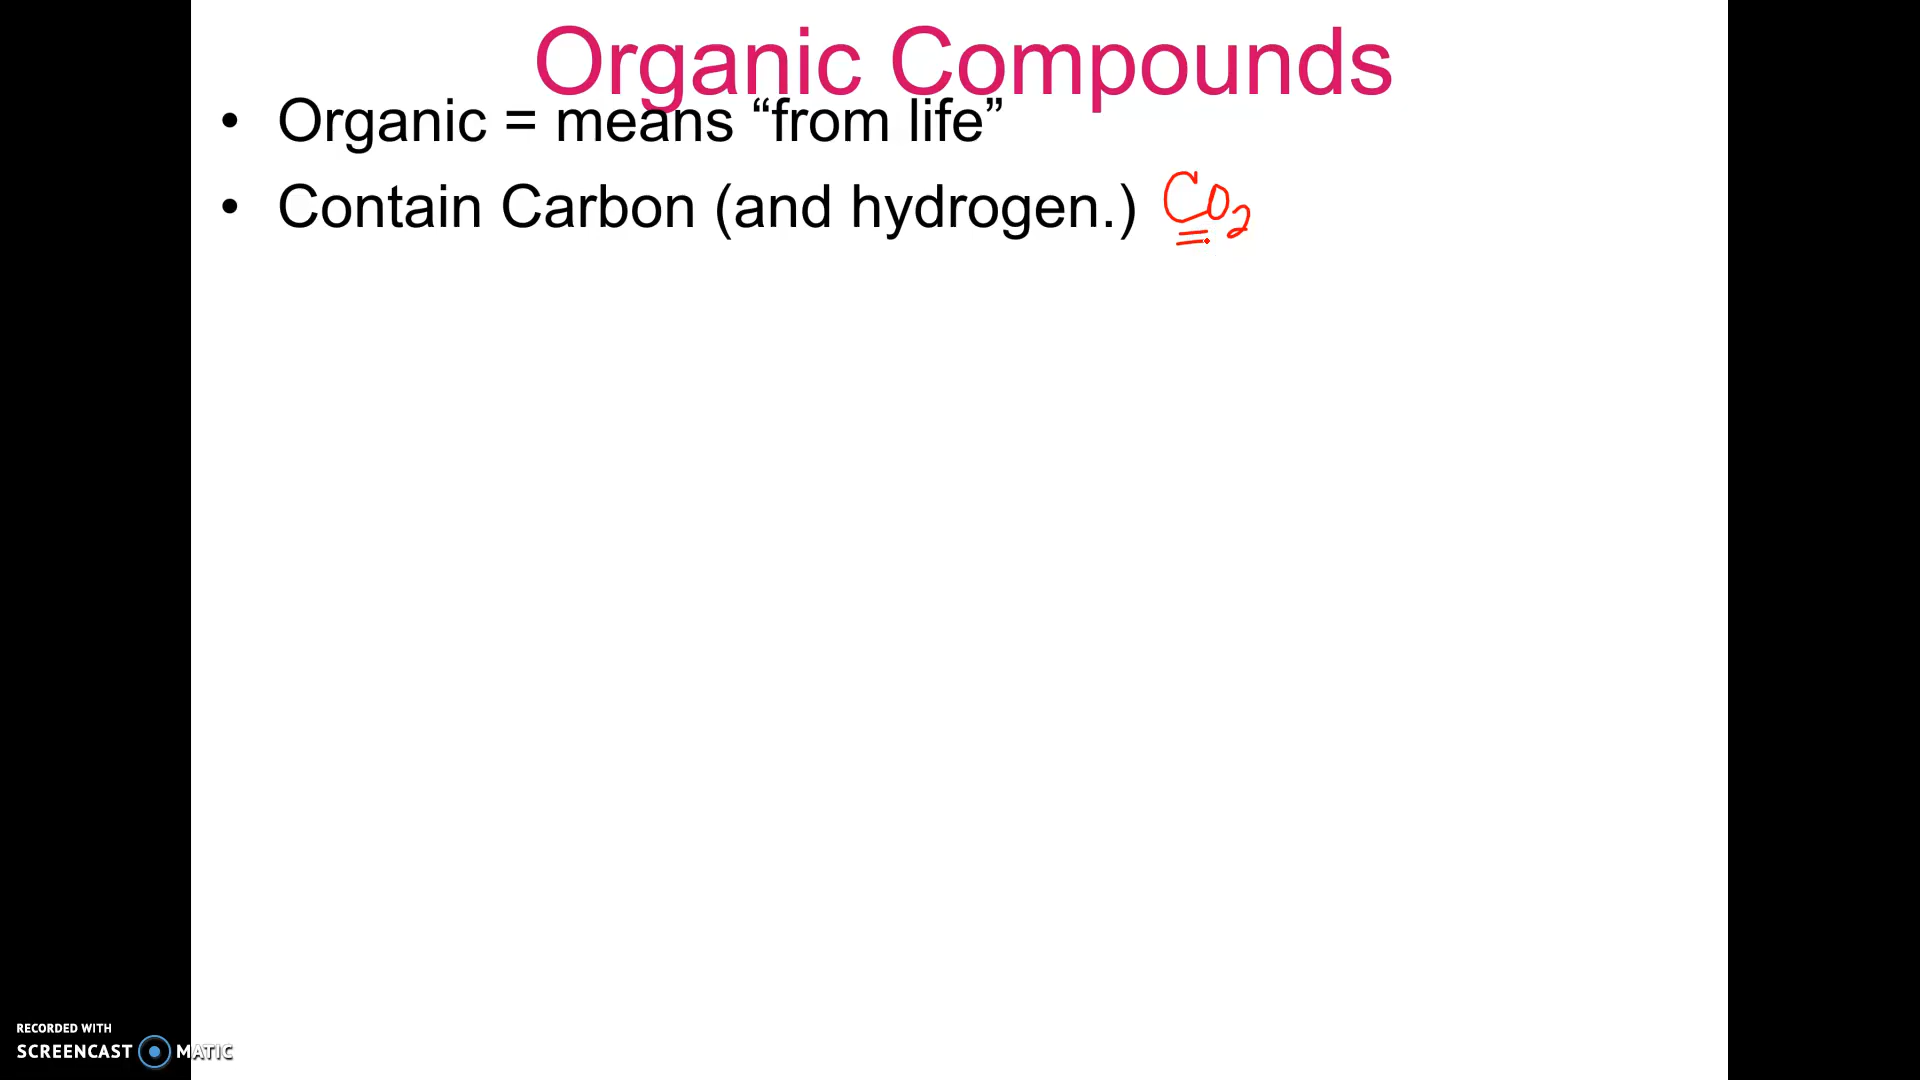 Organic Compounds
• Organic = means “from life”
• Contain Carbon (and hydrogen.) CO2
RECORDED WITH
SCREENCAST MATIC